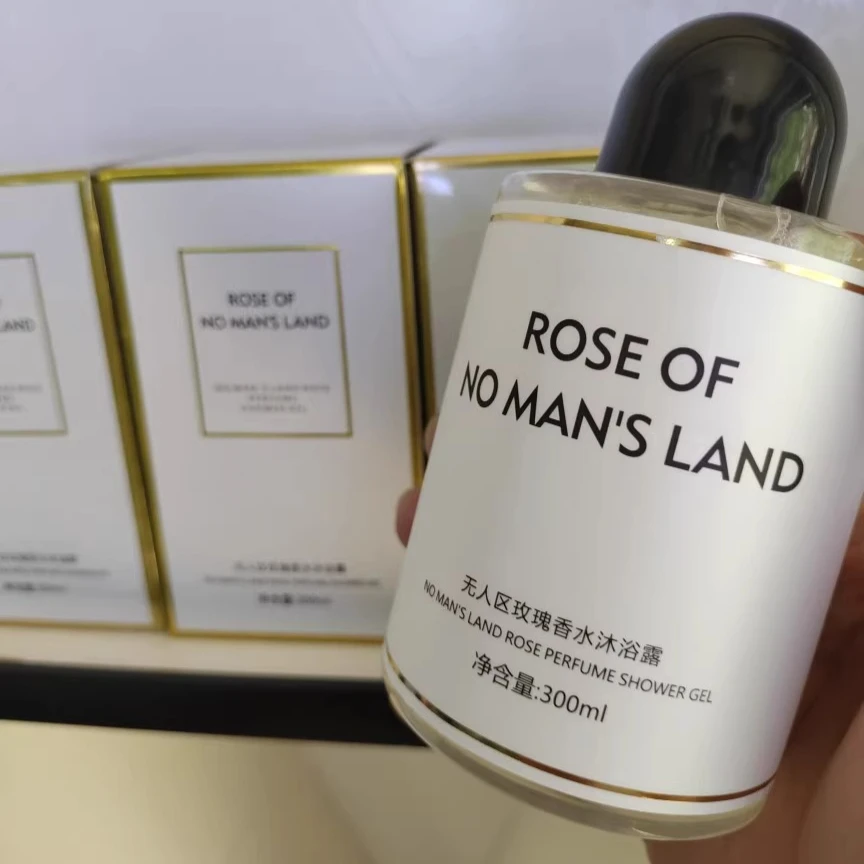 ROSE OF
NO MAN'S LAND
无人区玫瑰香水沐浴露
NO MAN'S LAND ROSE PERFUME SHOWER GEL
净含量:300ml
ROSE OF
NO MAN'S LAND
LAND